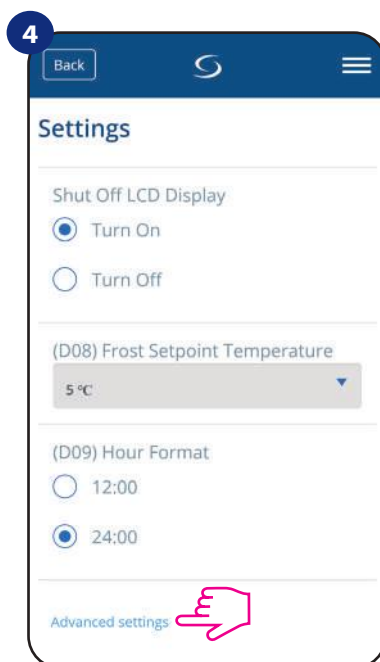 4
Back
Settings
Shut Off LCD Display
Turn On
Turn Off
(D08) Frost Setpoint Temperature
5 °C
(D09) Hour Format
12:00
24:00
Advanced settings